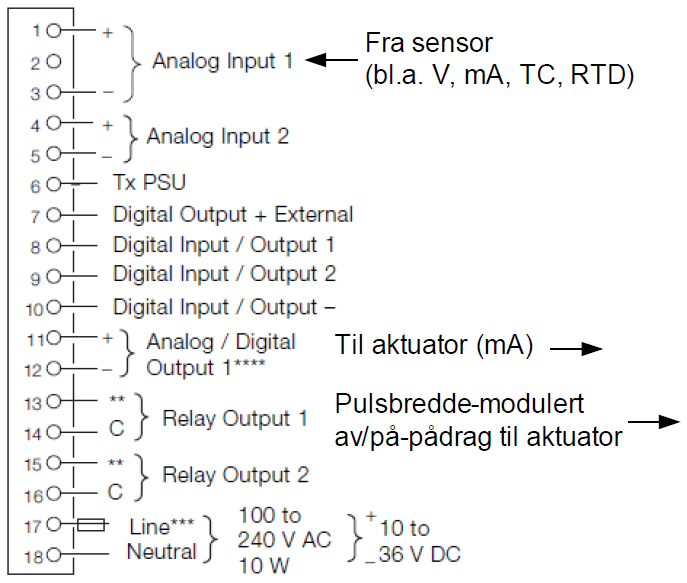 1 + Analog Input 1 Fra sensor
2 (bl.a. V, mA, TC, RTD)
3 –
4 + Analog Input 2
5 –
6 Tx PSU
7 Digital Output + External
8 Digital Input / Output 1
9 Digital Input / Output 2
10 Digital Input / Output –
11 + Analog / Digital Til aktuator (mA)
12 – Output 1****
13 ** Relay Output 1 Pulsbredde-modulert
14 C av/på-pådrag til aktuator
15 ** Relay Output 2
16 C
17 Line*** 100 to + 10 to
240 V AC
18 Neutral 10 W – 36 V DC